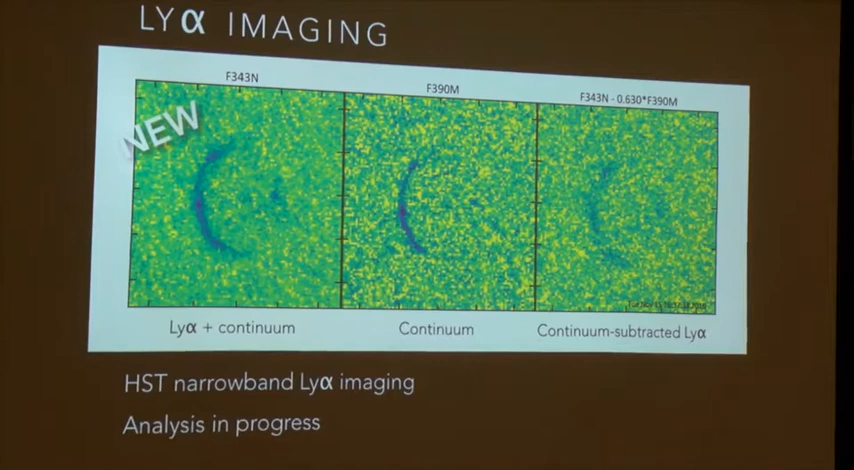 LYα IMAGING
F343N
F390M
F343N - 0.630*F390M
NEW
Lyα + continuum
Continuum
Continuum-subtracted Lyα
HST narrowband Lyα imaging
Analysis in progress